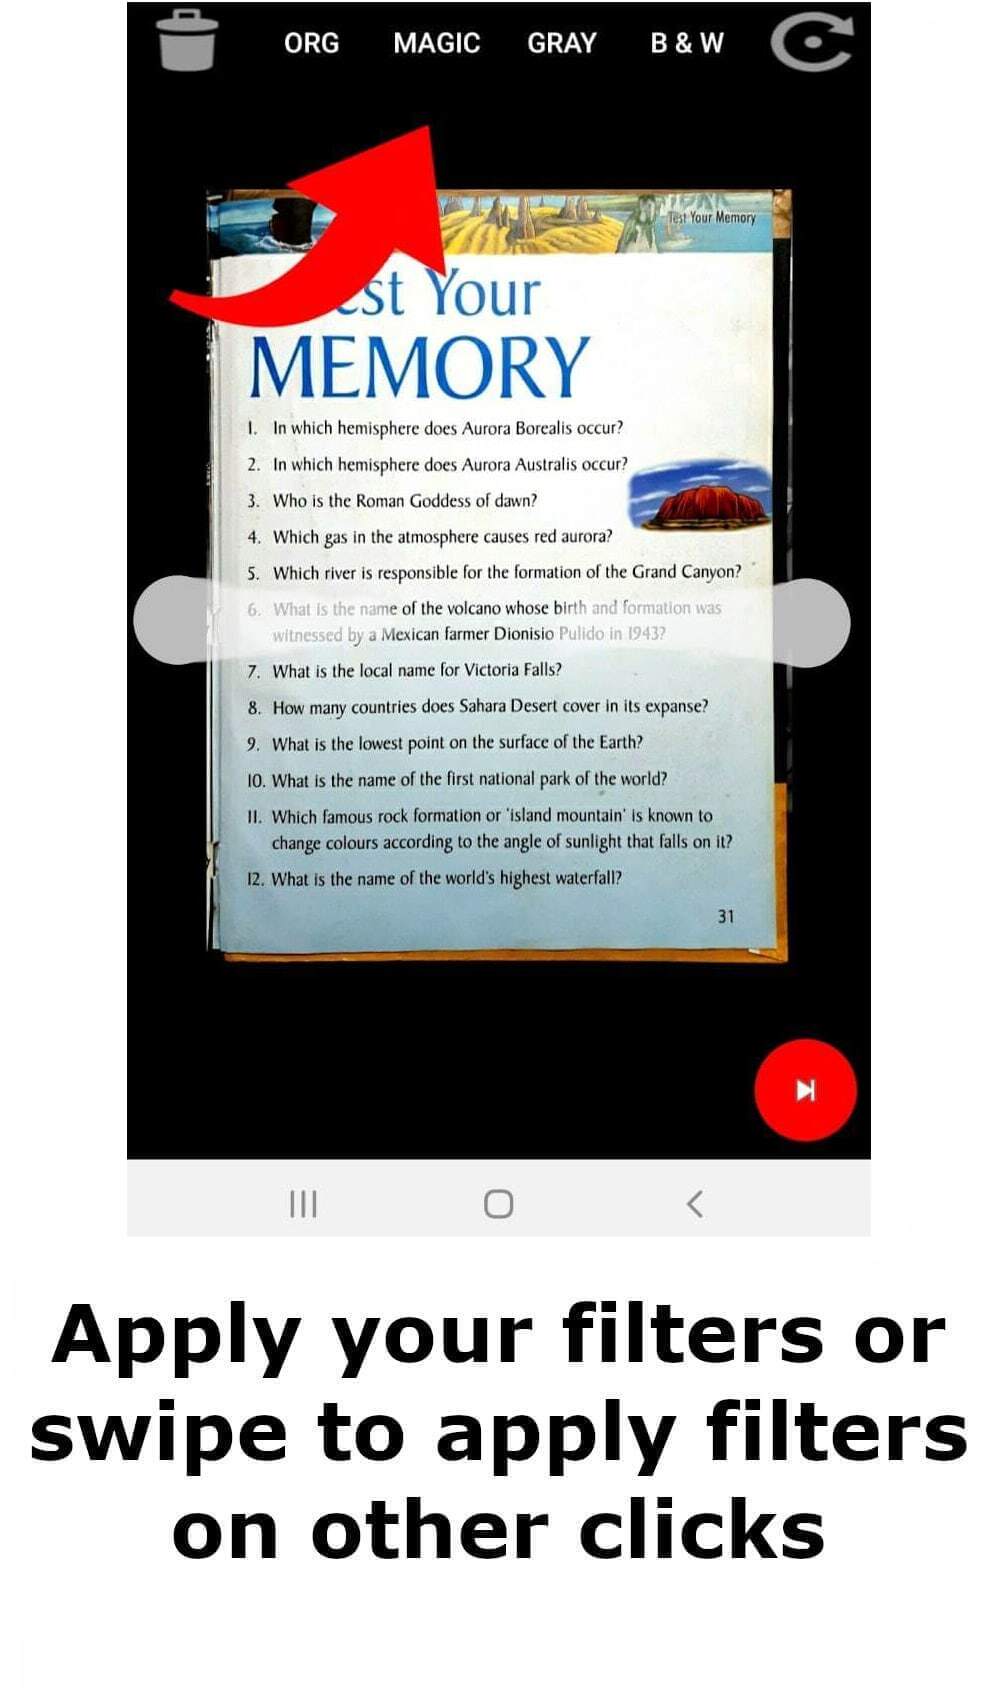 ORG MAGIC GRAY B & W
Test Your Memory
st Your
MEMORY
1. In which hemisphere does Aurora Borealis occur?
2. In which hemisphere does Aurora Australis occur?
3. Who is the Roman Goddess of dawn?
4. Which gas in the atmosphere causes red aurora?
5. Which river is responsible for the formation of the Grand Canyon?
6. What is the name of the volcano whose birth and formation was
witnessed by a Mexican farmer Dionisio Pulido in 1943?
7. What is the local name for Victoria Falls?
8. How many countries does Sahara Desert cover in its expanse?
9. What is the lowest point on the surface of the Earth?
10. What is the name of the first national park of the world?
11. Which famous rock formation or 'island mountain' is known to
change colours according to the angle of sunlight that falls on it?
12. What is the name of the world's highest waterfall?
31
Apply your filters or
swipe to apply filters
on other clicks